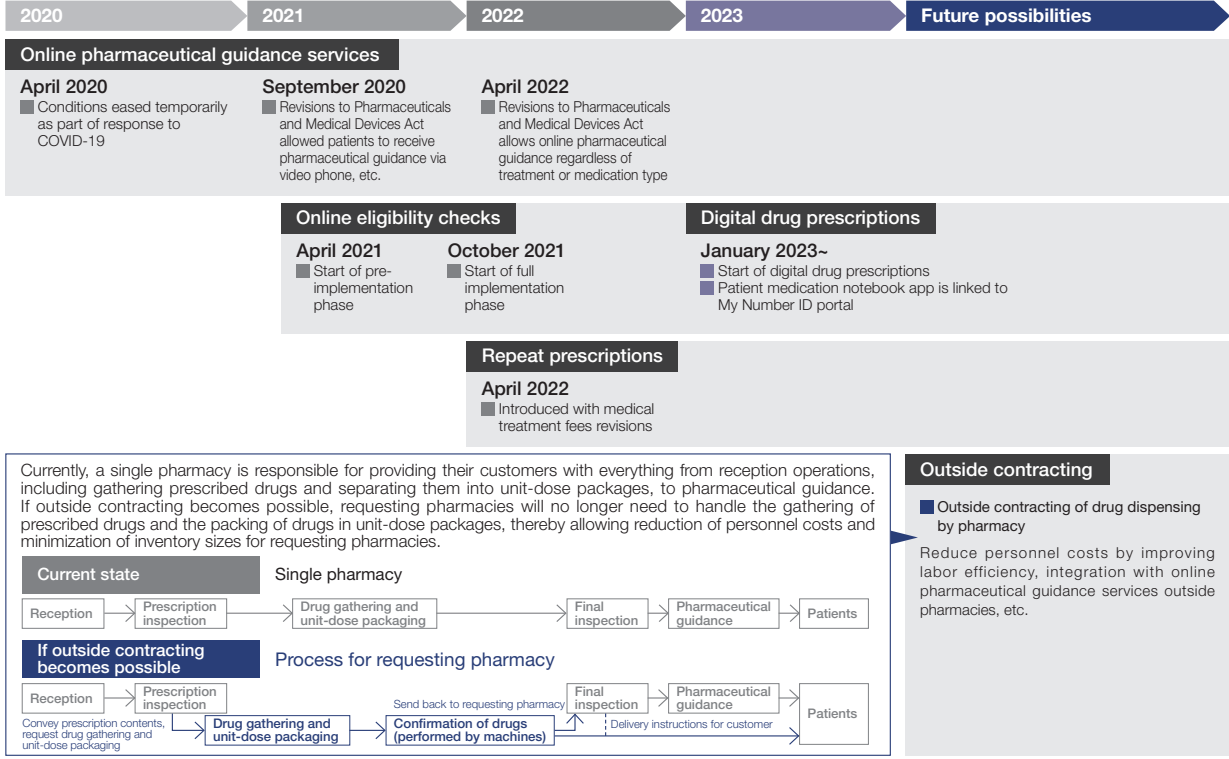 2020
2021
2022
2023
Future possibilities
Online pharmaceutical guidance services
April 2020
Conditions eased temporarily
as part of response to
COVID-19
September 2020
Revisions to Pharmaceuticals
and Medical Devices Act
allowed patients to receive
pharmaceutical guidance via
video phone, etc.
April 2022
Revisions to Pharmaceuticals
and Medical Devices Act
allows online pharmaceutical
guidance regardless of
treatment or medication type
Online eligibility checks
April 2021
Start of pre-
implementation
phase
October 2021
Start of full
implementation
phase
Digital drug prescriptions
January 2023~
Start of digital drug prescriptions
Patient medication notebook app is linked to
My Number ID portal
Repeat prescriptions
April 2022
Introduced with medical
treatment fees revisions
Currently, a single pharmacy is responsible for providing their customers with everything from reception operations,
including gathering prescribed drugs and separating them into unit-dose packages, to pharmaceutical guidance.
If outside contracting becomes possible, requesting pharmacies will no longer need to handle the gathering of
prescribed drugs and the packing of drugs in unit-dose packages, thereby allowing reduction of personnel costs and
minimization of inventory sizes for requesting pharmacies.
Current state
Single pharmacy
Reception
Prescription
inspection
Drug gathering and
unit-dose packaging
Final
inspection
Pharmaceutical
guidance
Patients
If outside contracting
becomes possible
Process for requesting pharmacy
Reception
Prescription
inspection
Convey prescription contents,
request drug gathering and
unit-dose packaging
Drug gathering and
unit-dose packaging
Confirmation of drugs
(performed by machines)
Send back to requesting pharmacy
Final
inspection
Pharmaceutical
guidance
Delivery instructions for customer
Patients
Outside contracting
Outside contracting of drug dispensing
by pharmacy
Reduce personnel costs by improving
labor efficiency, integration with online
pharmaceutical guidance services outside
pharmacies, etc.